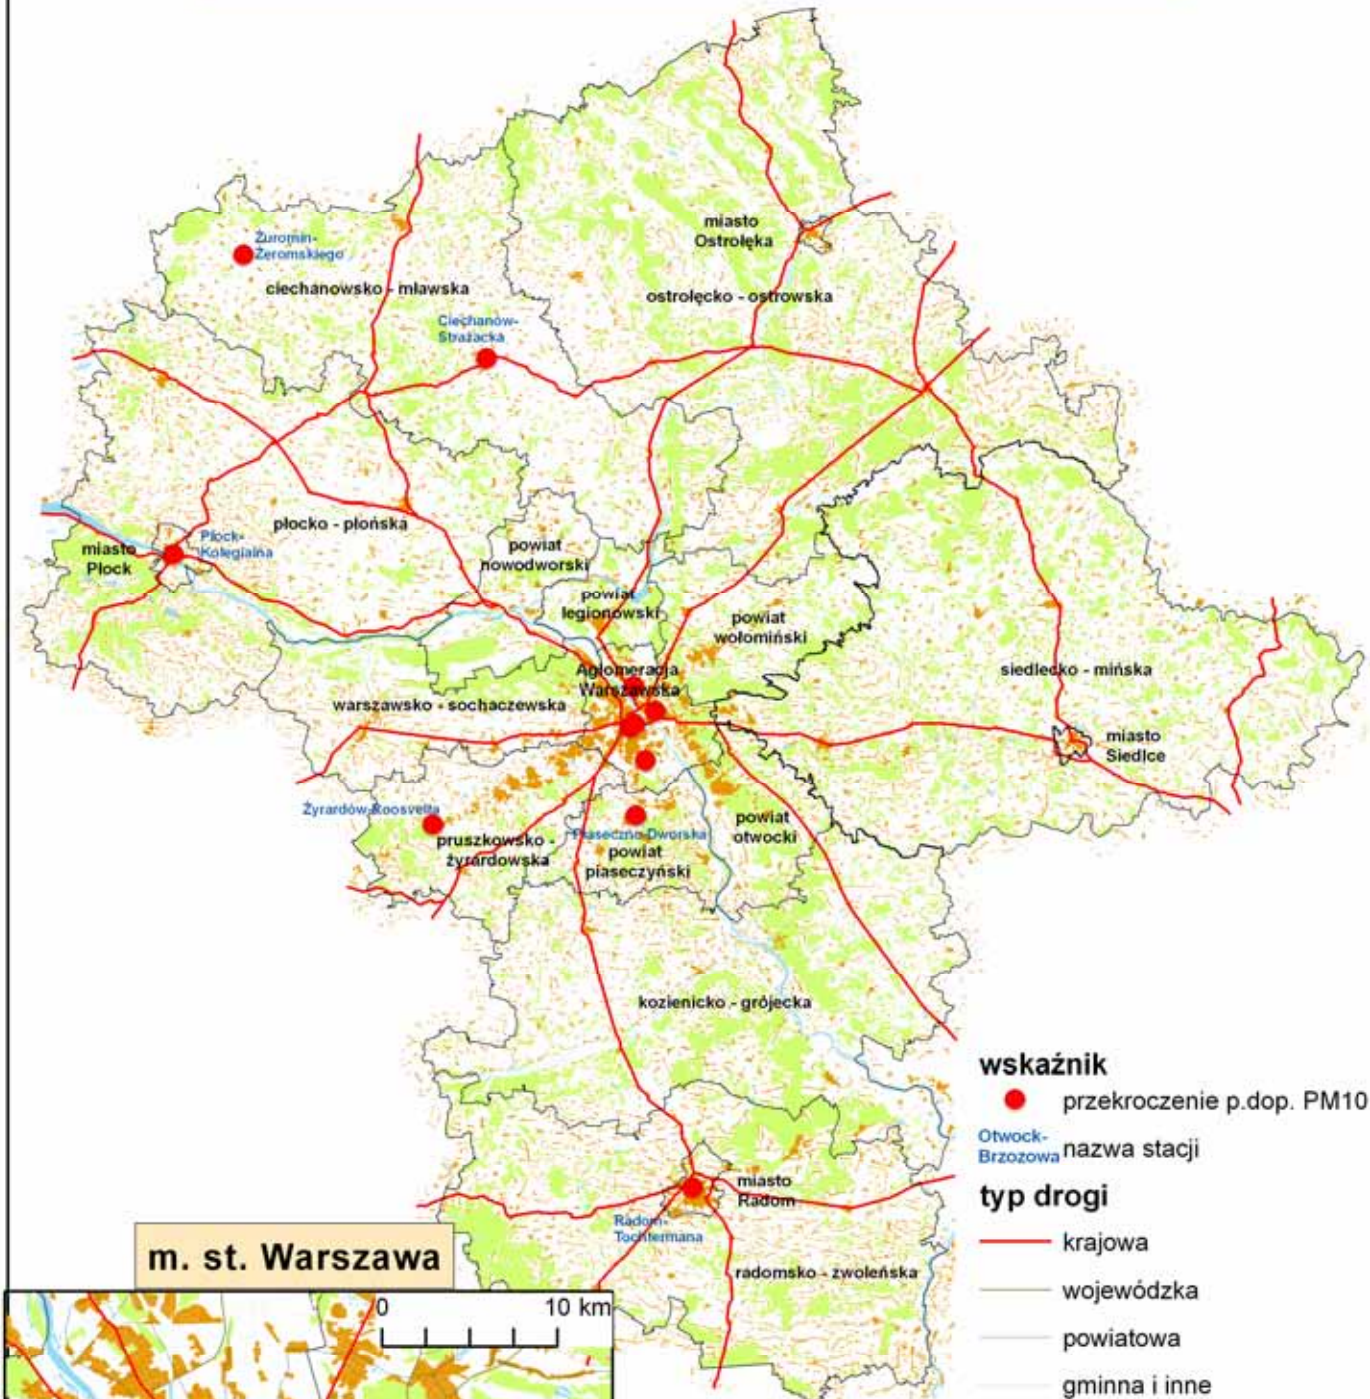 miasto
Ostrołęka
Żuromin-
Żeromskiego
ciechanowsko - mławska
ostrołęcko - ostrowska
Ciechanów-
Strażacka
płocko - płońska
Płock-
Kolegialna
miasto
Płock
powiat
nowodworski
powiat
legionowski
powiat
wołomiński
Aglomeracja
Warszawska
siedlecko - mińska
warszawsko - sochaczewska
miasto
Siedlce
Żyrardów-Roosvelta
pruszkowsko -
żyrardowska
Piaseczno-Dworska
powiat
piaseczyński
powiat
otwocki
kozienicko - grójecka
wskaźnik
przekroczenie p.dop. PM10
Otwock-
Brzozowa
nazwa stacji
typ drogi
krajowa
wojewódzka
powiatowa
gminna i inne
miasto
Radom
Radom-
Tochtermana
radomsko - zwoleńska
m. st. Warszawa
0 10 km